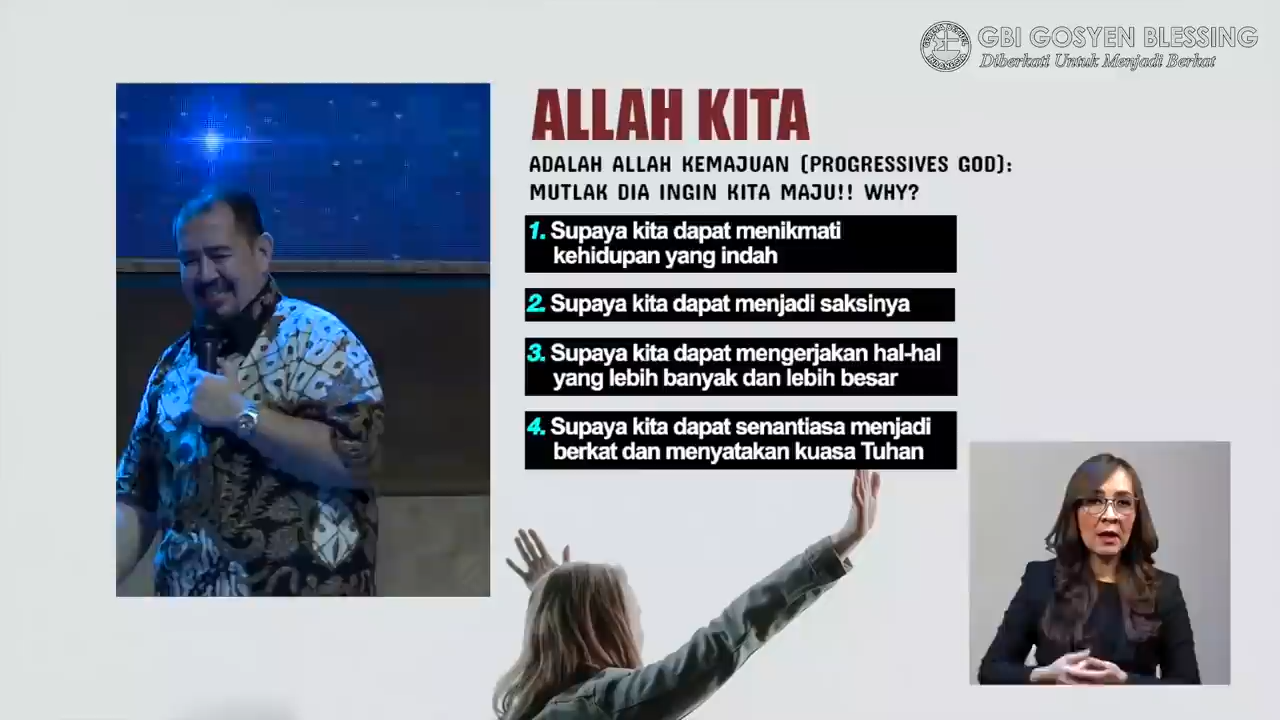 GBI GOSYEN BLESSING
Diberkati Untuk Menjadi Berkat
ALLAH KITA
ADALAH ALLAH KEMAJUAN (PROGRESSIVES GOD):
MUTLAK DIA INGIN KITA MAJU!! WHY?
1. Supaya kita dapat menikmati
kehidupan yang indah
2. Supaya kita dapat menjadi saksinya
3. Supaya kita dapat mengerjakan hal-hal
yang lebih banyak dan lebih besar
4. Supaya kita dapat senantiasa menjadi
berkat dan menyatakan kuasa Tuhan